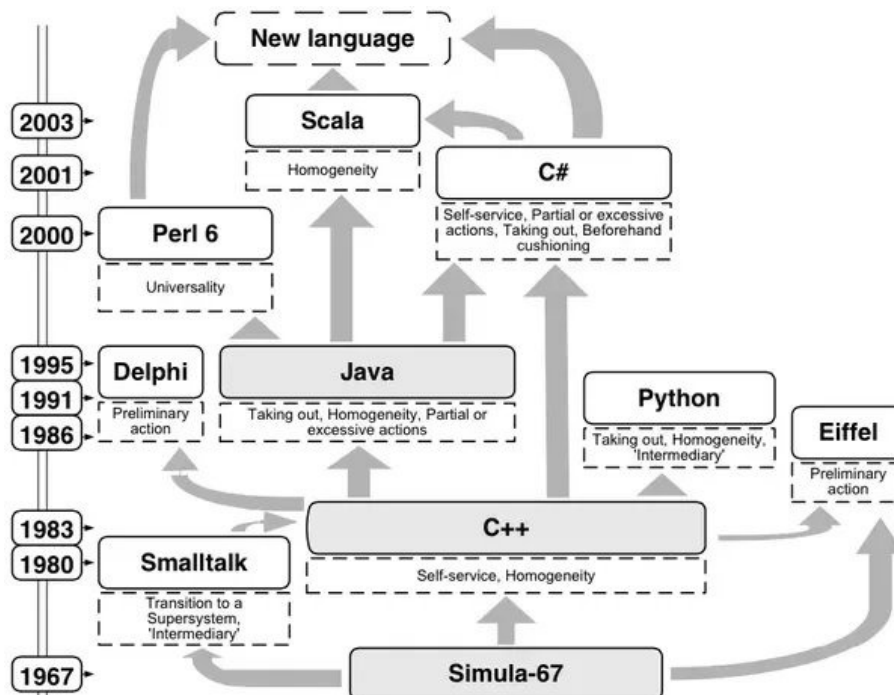 New language
2003
Scala
Homogeneity
2001
C#
Self-service, Partial or excessive
actions, Taking out, Beforehand
cushioning
2000
Perl 6
Universality
1995
Delphi
Java
1991
Python
Preliminary
action
Taking out, Homogeneity, Partial or
excessive actions
1986
Taking out, Homogeneity,
'Intermediary'
Eiffel
Preliminary
action
1983
C++
1980
Smalltalk
Self-service, Homogeneity
Transition to a
Supersystem,
'Intermediary'
1967
Simula-67